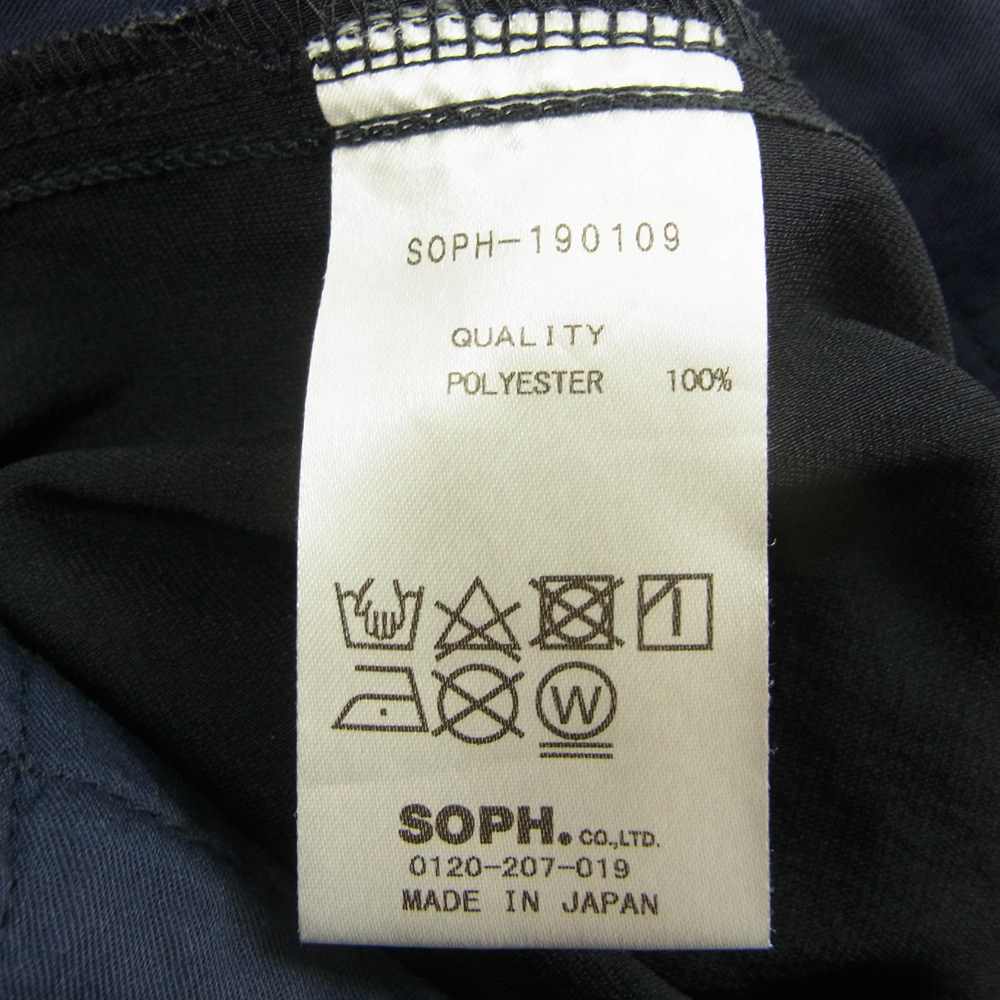 SOPH-190109
QUALITY
POLYESTER 100%
W
SOPH. CO.,LTD.
0120-207-019
MADE IN JAPAN